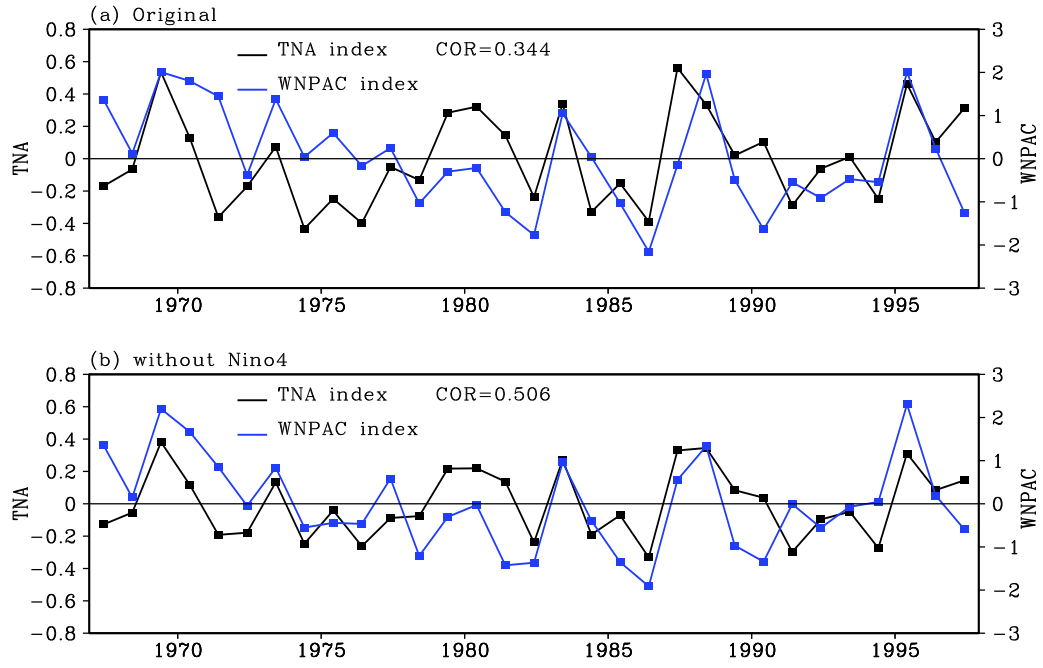 (a) Original
TNA index COR=0.344
WNPAC index
0.8
0.6
0.4
0.2
0
−0.2
−0.4
−0.6
−0.8
TNA
3
2
1
0
−1
−2
−3
WNPAC
1970 1975 1980 1985 1990 1995
(b) without Nino4
TNA index COR=0.506
WNPAC index
0.8
0.6
0.4
0.2
0
−0.2
−0.4
−0.6
−0.8
TNA
3
2
1
0
−1
−2
−3
WNPAC
1970 1975 1980 1985 1990 1995